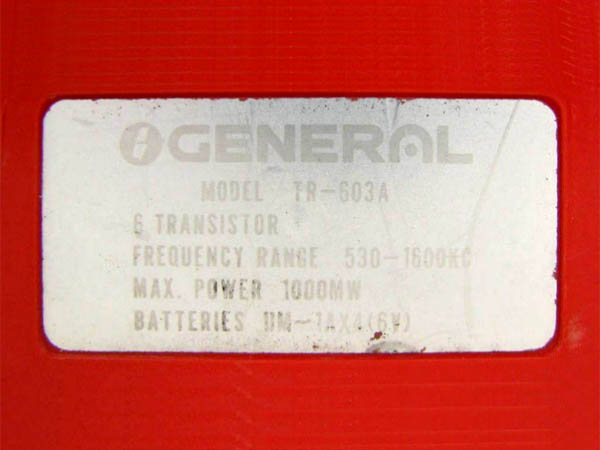 GENERAL
MODEL TR-603A
6 TRANSISTOR
FREQUENCY RANGE 530-1600KC
MAX. POWER 1000MW
BATTERIES UM-1AX4(6V)